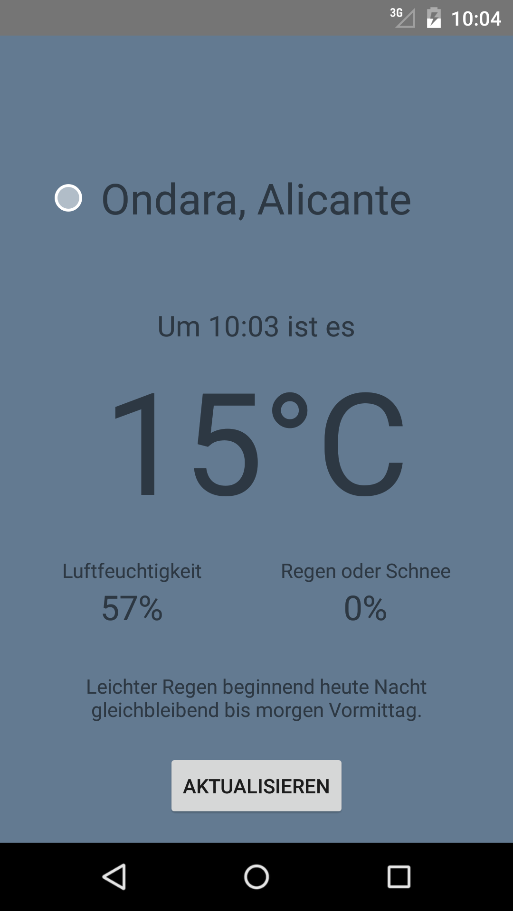 3G 10:04
Ondara, Alicante
Um 10:03 ist es
15°C
Luftfeuchtigkeit Regen oder Schnee
57% 0%
Leichter Regen beginnend heute Nacht
gleichbleibend bis morgen Vormittag.
AKTUALISIEREN